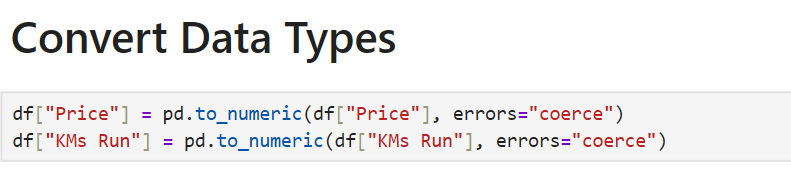 Convert Data Types
df["Price"] = pd.to_numeric(df["Price"], errors="coerce")
df["KMs Run"] = pd.to_numeric(df["KMs Run"], errors="coerce")